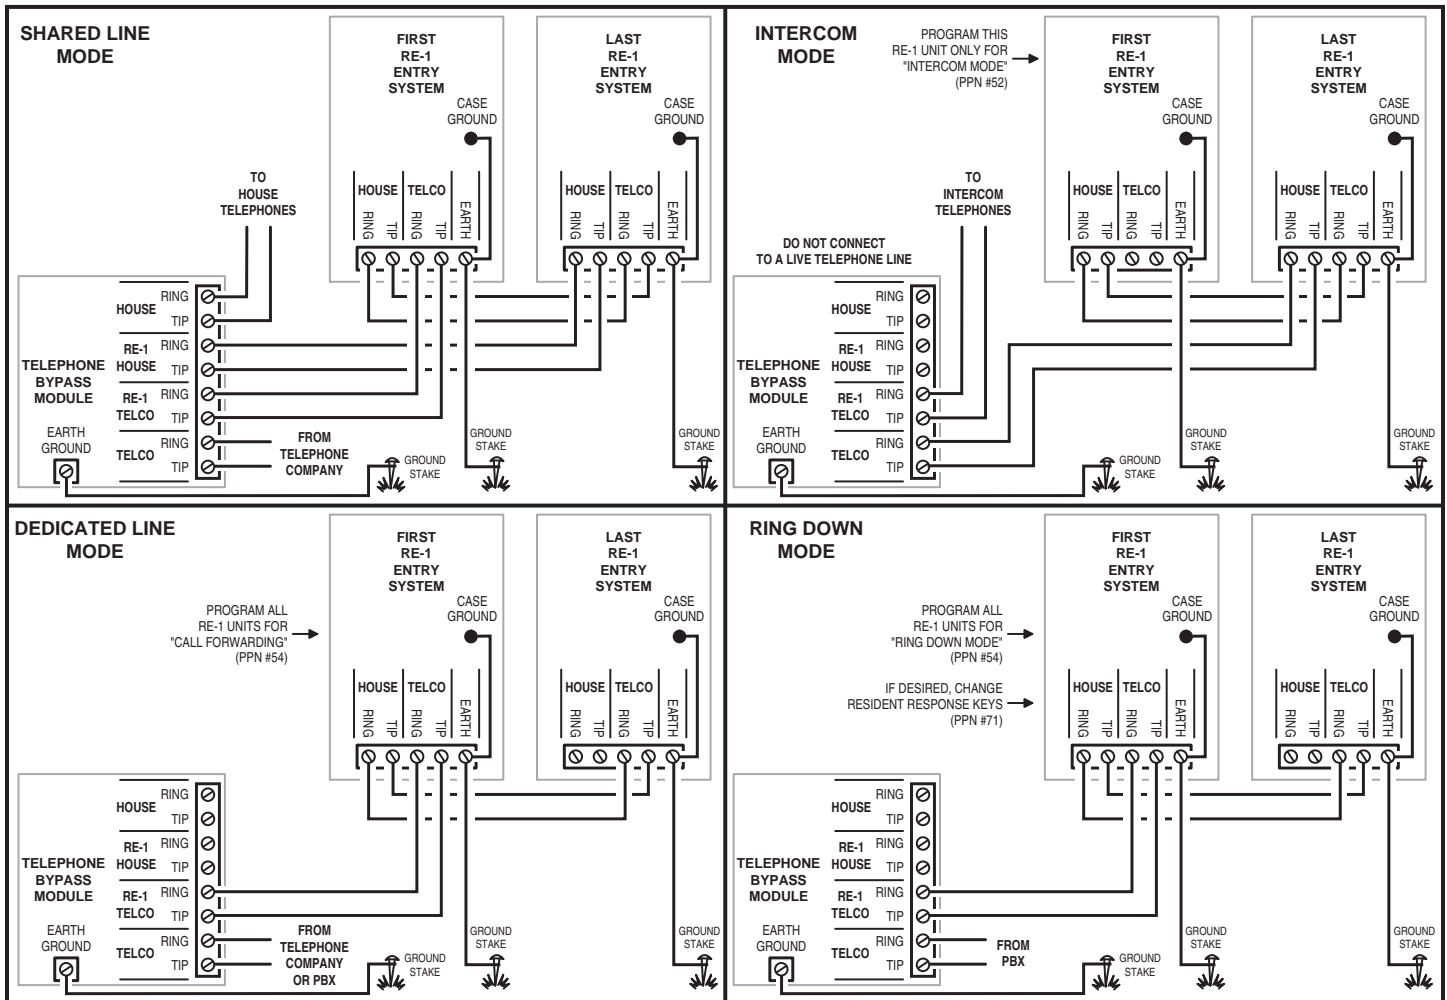 SHARED LINE
MODE
FIRST
RE-1
ENTRY
SYSTEM
CASE
GROUND
LAST
RE-1
ENTRY
SYSTEM
CASE
GROUND
TO
HOUSE
TELEPHONES
HOUSE
TELCO
RING
TIP
RING
TIP
EARTH
HOUSE
TELCO
RING
TIP
RING
TIP
EARTH
TELEPHONE
BYPASS
MODULE
HOUSE
RING
TIP
RE-1
HOUSE
RING
TIP
RE-1
TELCO
RING
TIP
TELCO
RING
TIP
EARTH
GROUND
FROM
TELEPHONE
COMPANY
GROUND
STAKE
GROUND
STAKE
GROUND
STAKE
INTERCOM
MODE
PROGRAM THIS
RE-1 UNIT ONLY FOR
"INTERCOM MODE"
(PPN #52)
FIRST
RE-1
ENTRY
SYSTEM
CASE
GROUND
LAST
RE-1
ENTRY
SYSTEM
CASE
GROUND
TO
INTERCOM
TELEPHONES
DO NOT CONNECT
TO A LIVE TELEPHONE LINE
HOUSE
TELCO
RING
TIP
RING
TIP
EARTH
HOUSE
TELCO
RING
TIP
RING
TIP
EARTH
TELEPHONE
BYPASS
MODULE
HOUSE
RING
TIP
RE-1
HOUSE
RING
TIP
RE-1
TELCO
RING
TIP
TELCO
RING
TIP
EARTH
GROUND
GROUND
STAKE
GROUND
STAKE
GROUND
STAKE
DEDICATED LINE
MODE
PROGRAM ALL
RE-1 UNITS FOR
"CALL FORWARDING"
(PPN #54)
FIRST
RE-1
ENTRY
SYSTEM
CASE
GROUND
LAST
RE-1
ENTRY
SYSTEM
CASE
GROUND
HOUSE
TELCO
RING
TIP
RING
TIP
EARTH
HOUSE
TELCO
RING
TIP
RING
TIP
EARTH
TELEPHONE
BYPASS
MODULE
HOUSE
RING
TIP
RE-1
HOUSE
RING
TIP
RE-1
TELCO
RING
TIP
TELCO
RING
TIP
EARTH
GROUND
FROM
TELEPHONE
COMPANY
OR PBX
GROUND
STAKE
GROUND
STAKE
GROUND
STAKE
RING DOWN
MODE
PROGRAM ALL
RE-1 UNITS FOR
"RING DOWN MODE"
(PPN #54)
IF DESIRED, CHANGE
RESIDENT RESPONSE KEYS
(PPN #71)
FIRST
RE-1
ENTRY
SYSTEM
CASE
GROUND
LAST
RE-1
ENTRY
SYSTEM
CASE
GROUND
HOUSE
TELCO
RING
TIP
RING
TIP
EARTH
HOUSE
TELCO
RING
TIP
RING
TIP
EARTH
TELEPHONE
BYPASS
MODULE
HOUSE
RING
TIP
RE-1
HOUSE
RING
TIP
RE-1
TELCO
RING
TIP
TELCO
RING
TIP
EARTH
GROUND
FROM
PBX
GROUND
STAKE
GROUND
STAKE
GROUND
STAKE